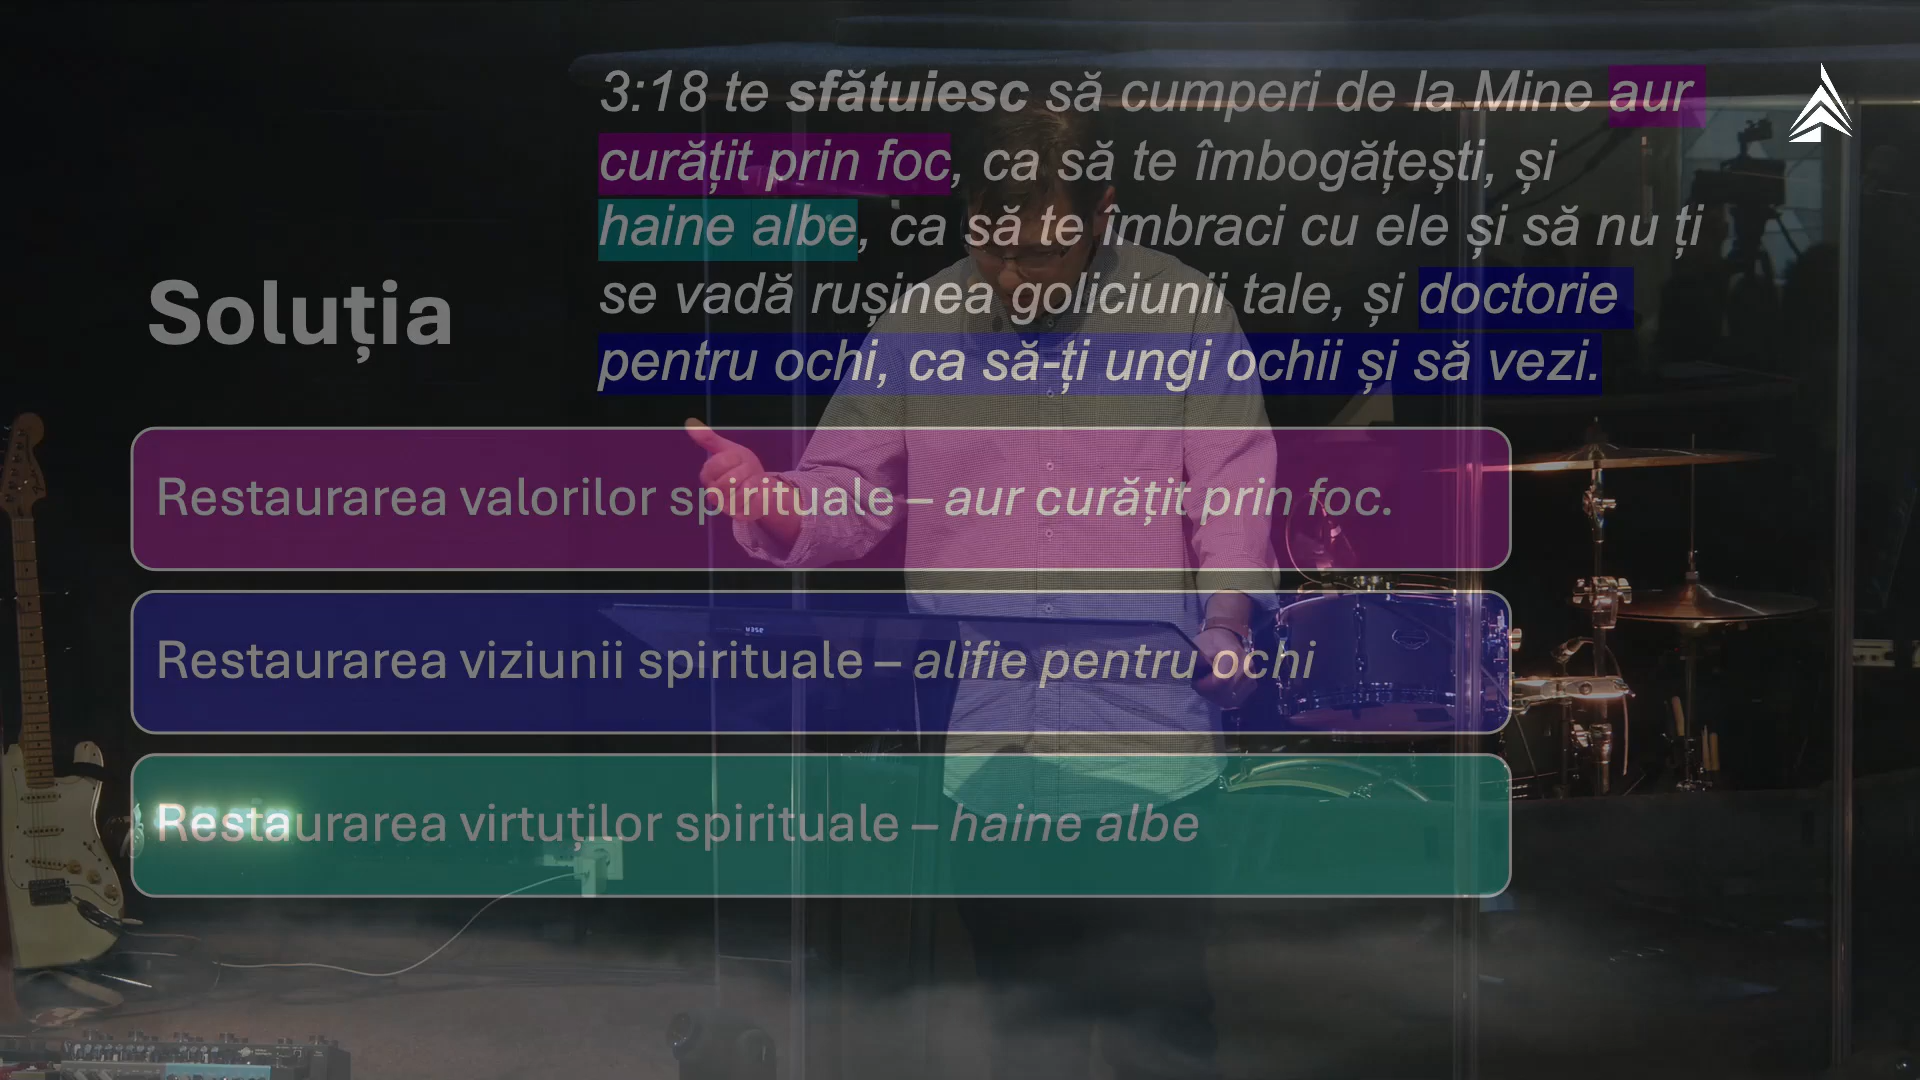 3:18 te sfătuiesc să cumperi de la Mine aur
curățit prin foc, ca să te îmbogățești, și
haine albe, ca să te îmbraci cu ele și să nu ți
se vadă rușinea goliciunii tale, și doctorie
pentru ochi, ca să-ți ungi ochii și să vezi.
Soluția
Restaurarea valorilor spirituale – aur curățit prin foc.
Restaurarea viziunii spirituale – alifie pentru ochi
Restaurarea virtuților spirituale – haine albe